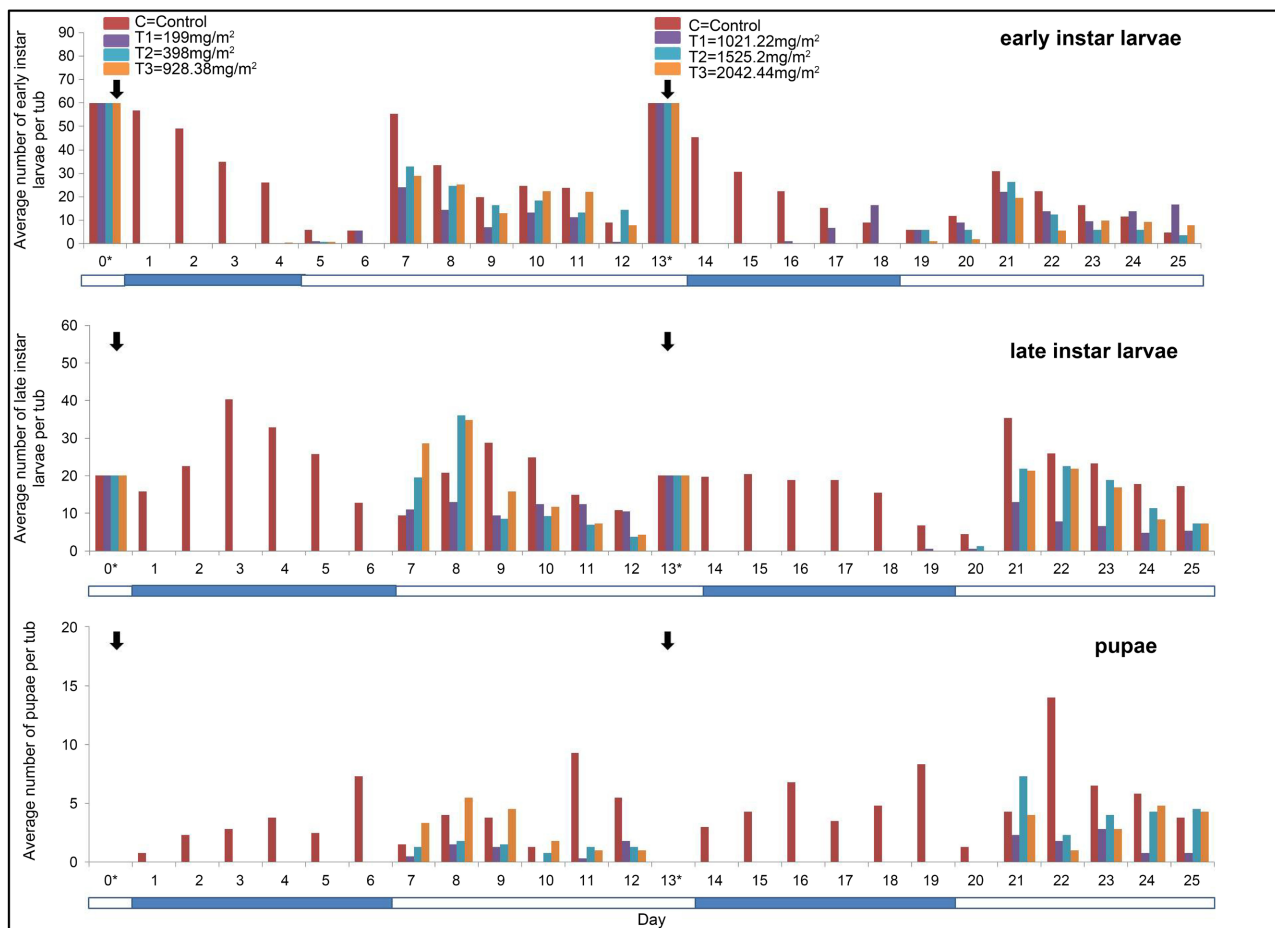 C=Control
T1=199mg/m²
T2=398mg/m²
T3=928.38mg/m²
C=Control
T1=1021.22mg/m²
T2=1525.2mg/m²
T3=2042.44mg/m²
early instar larvae
Average number of early instar
larvae per tub
90
80
70
60
50
40
30
20
10
0
0* 1 2 3 4 5 6 7 8 9 10 11 12 13* 14 15 16 17 18 19 20 21 22 23 24 25
late instar larvae
Average number of late instar
larvae per tub
60
50
40
30
20
10
0
0* 1 2 3 4 5 6 7 8 9 10 11 12 13* 14 15 16 17 18 19 20 21 22 23 24 25
pupae
Average number of pupae per tub
20
15
10
5
0
0* 1 2 3 4 5 6 7 8 9 10 11 12 13* 14 15 16 17 18 19 20 21 22 23 24 25
Day